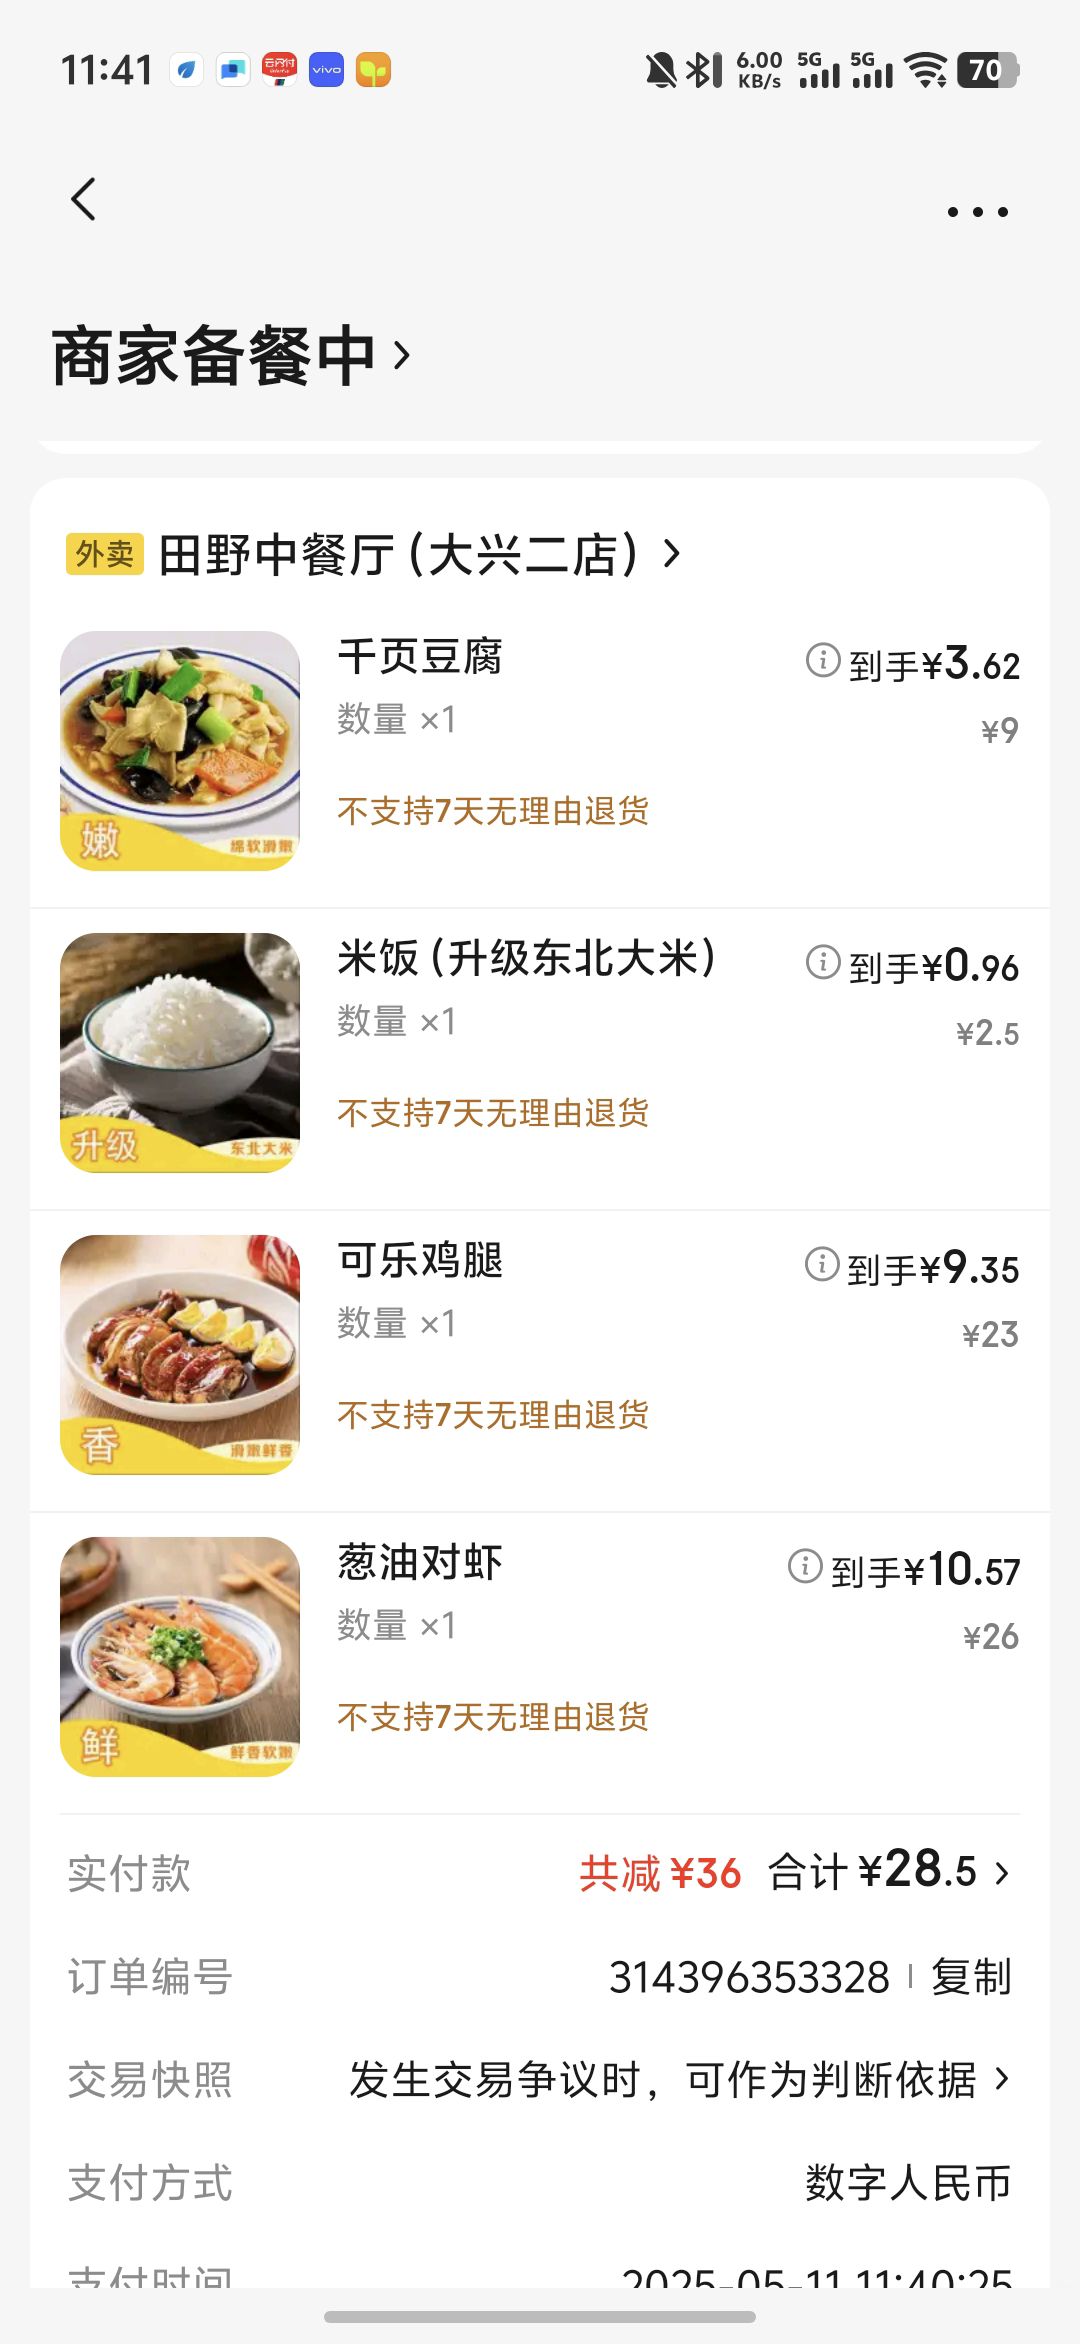 11:41
云闪付
vivo
6.00 KB/s
5G
5G
70
商家备餐中
外卖 田野中餐厅(大兴二店)
千页豆腐
到手¥3.62
数量 ×1
¥9
不支持7天无理由退货
嫩
绵软滑嫩
米饭(升级东北大米)
到手¥0.96
数量 ×1
¥2.5
不支持7天无理由退货
升级
东北大米
可乐鸡腿
到手¥9.35
数量 ×1
¥23
不支持7天无理由退货
香
滑嫩鲜香
葱油对虾
到手¥10.57
数量 ×1
¥26
不支持7天无理由退货
鲜
鲜香软嫩
实付款 共减¥36 合计¥28.5
订单编号 314396353328 复制
交易快照 发生交易争议时，可作为判断依据
支付方式 数字人民币
支付时间 2025-05-11 11:40:25